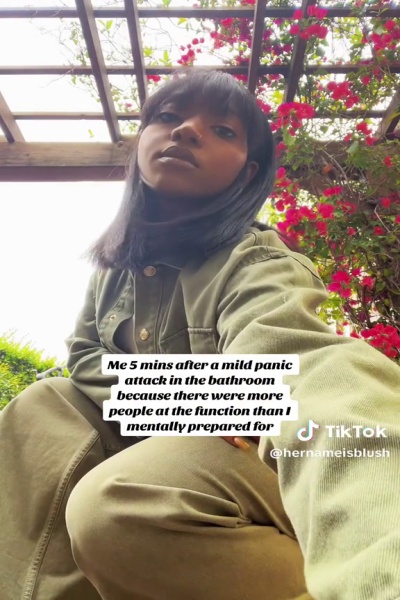 Me 5 mins after a mild panic
attack in the bathroom
because there were more
people at the function than I
mentally prepared for
TikTok
@hernameisblush